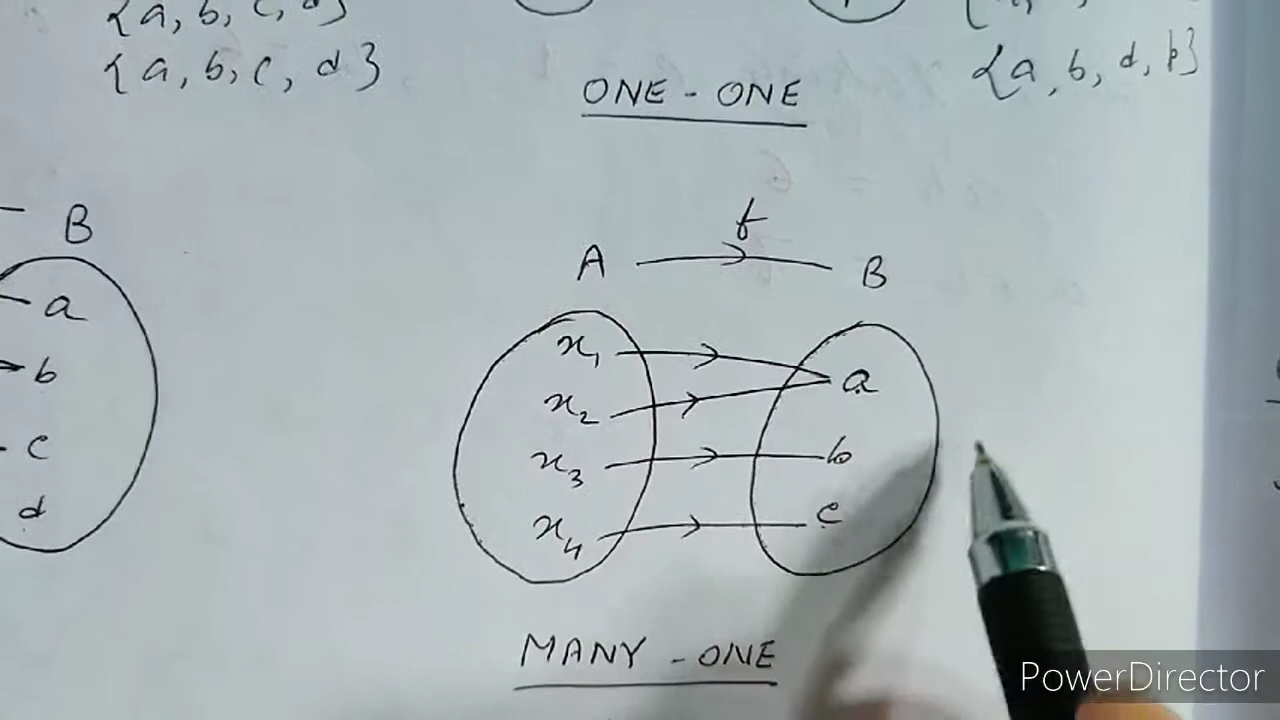 {a, b, c, d}
{a, b, c, d}
{a, b, d, p}
ONE - ONE
f
A B
B
x₁ a
x₂
x₃ b
x₄ c
a
b
c
d
MANY - ONE
PowerDirector